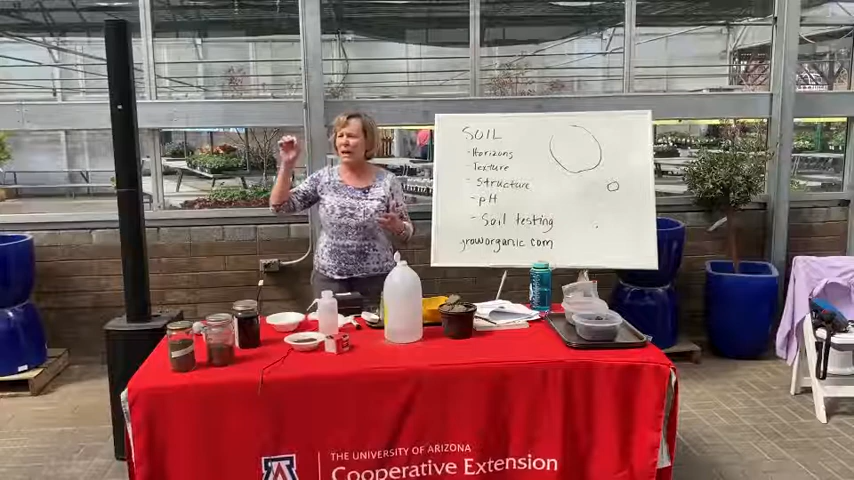 SOIL
- Horizons
- Texture
- Structure
- pH
- Soil testing
groworganic.com
A
THE UNIVERSITY OF ARIZONA
Cooperative Extension